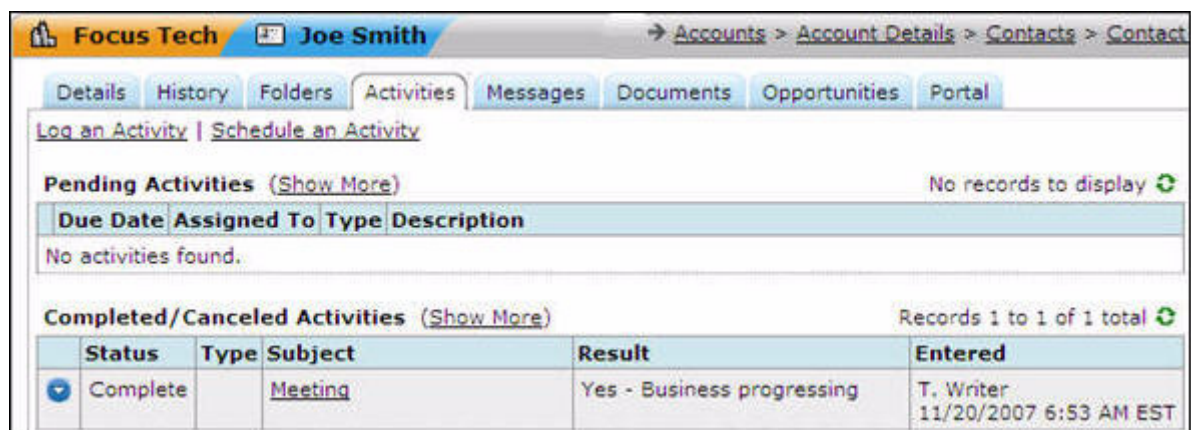 Focus Tech Joe Smith → Accounts > Account Details > Contacts > Contact
Details History Folders Activities Messages Documents Opportunities Portal
Log an Activity | Schedule an Activity
Pending Activities (Show More) No records to display
Due Date Assigned To Type Description
No activities found.
Completed/Canceled Activities (Show More) Records 1 to 1 of 1 total
Status Type Subject Result Entered
Complete Meeting Yes - Business progressing T. Writer
11/20/2007 6:53 AM EST